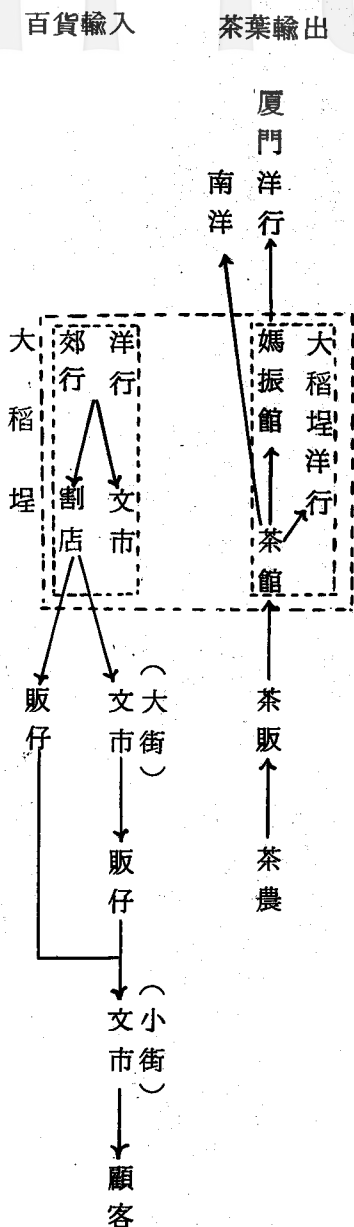 茶葉輸出
廈門洋行
南洋
大稻埕洋行
媽振館
茶館
茶販
茶農
百貨輸入
大稻埕
洋行
郊行
文市
割店
（大街）
文市
販仔
販仔
（小街）
文市
顧客